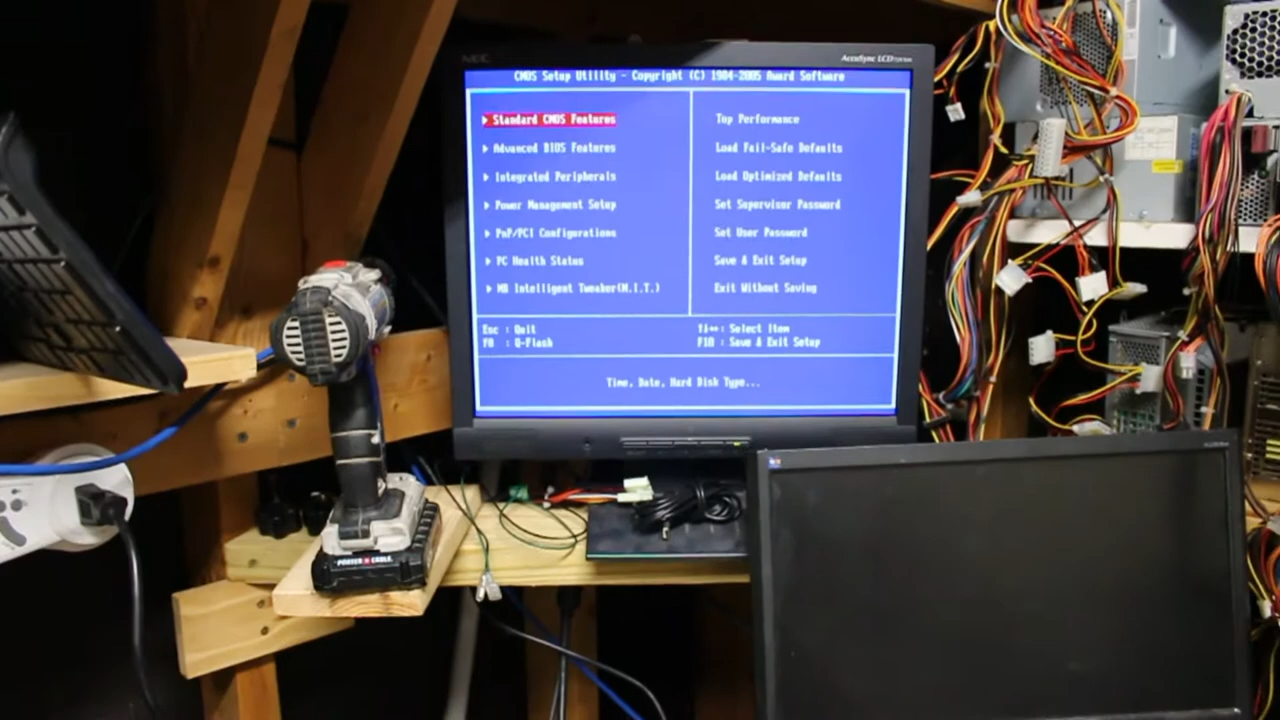 NEC
AccuSync LCD
CMOS Setup Utility - Copyright (C) 1984-2005 Award Software
Standard CMOS Features
Advanced BIOS Features
Integrated Peripherals
Power Management Setup
PnP/PCI Configurations
PC Health Status
MB Intelligent Tweaker(M.I.T.)
Top Performance
Load Fail-Safe Defaults
Load Optimized Defaults
Set Supervisor Password
Set User Password
Save & Exit Setup
Exit Without Saving
Esc : Quit
F8 : Q-Flash
↑↓→← : Select Item
F10 : Save & Exit Setup
Time, Date, Hard Disk Type...
PORTER CABLE